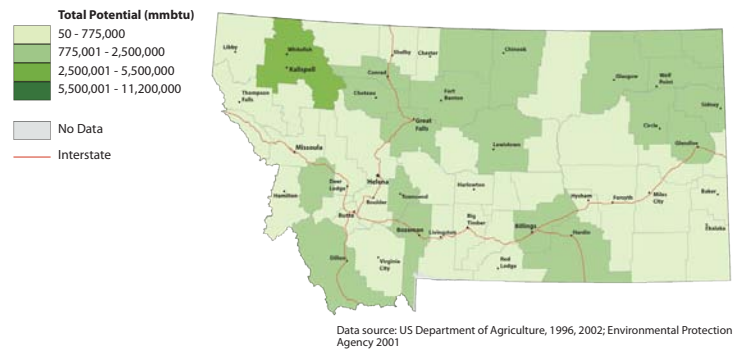 Total Potential (mmbtu)
50 - 775,000
775,001 - 2,500,000
2,500,001 - 5,500,000
5,500,001 - 11,200,000
No Data
Interstate
Libby
Whitefish
Kalispell
Shelby
Chester
Chinook
Conrad
Choteau
Fort
Benton
Glasgow
Wolf
Point
Sidney
Thompson
Falls
Great
Falls
Circle
Glendive
Missoula
Lewistown
Helena
Deer
Lodge
Hamilton
Boulder
Townsend
Harlowton
Hysham
Forsyth
Miles
City
Baker
Butte
Bozeman
Livingston
Big
Timber
Billings
Hardin
Ekalaka
Dillon
Virginia
City
Red
Lodge
Data source: US Department of Agriculture, 1996, 2002; Environmental Protection
Agency 2001